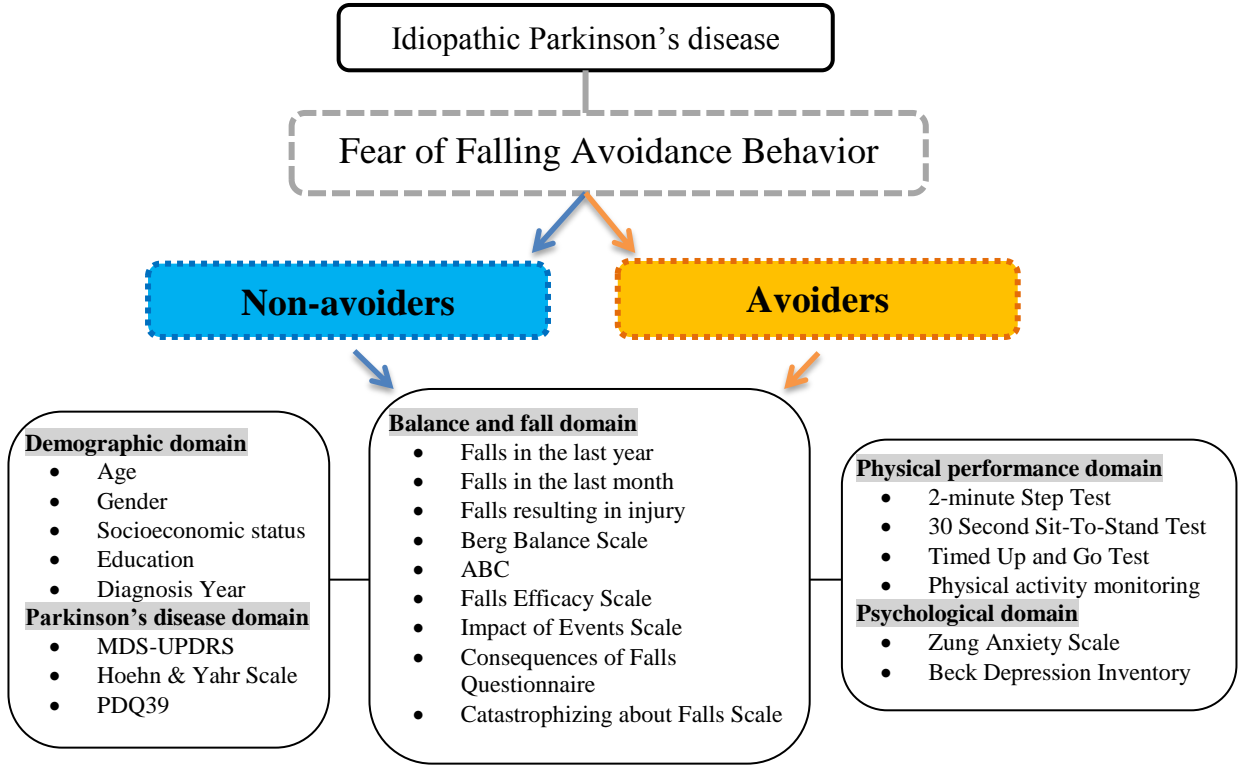 Idiopathic Parkinson’s disease
Fear of Falling Avoidance Behavior
Non-avoiders
Avoiders
Demographic domain
• Age
• Gender
• Socioeconomic status
• Education
• Diagnosis Year
Parkinson’s disease domain
• MDS-UPDRS
• Hoehn & Yahr Scale
• PDQ39
Balance and fall domain
• Falls in the last year
• Falls in the last month
• Falls resulting in injury
• Berg Balance Scale
• ABC
• Falls Efficacy Scale
• Impact of Events Scale
• Consequences of Falls
Questionnaire
• Catastrophizing about Falls Scale
Physical performance domain
• 2-minute Step Test
• 30 Second Sit-To-Stand Test
• Timed Up and Go Test
• Physical activity monitoring
Psychological domain
• Zung Anxiety Scale
• Beck Depression Inventory